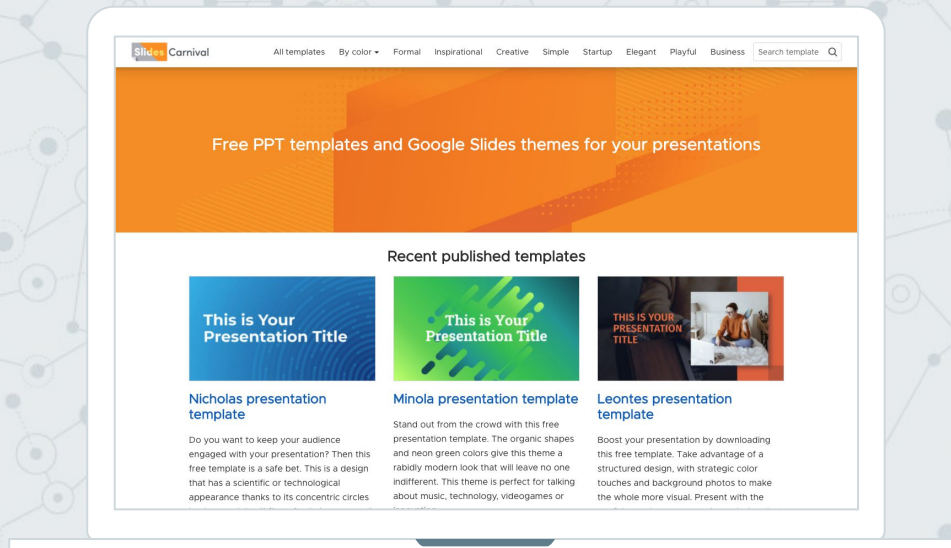 Slides Carnival
All templates By color Formal Inspirational Creative Simple Startup Elegant Playful Business Search template
Free PPT templates and Google Slides themes for your presentations
Recent published templates
This is Your
Presentation Title
Nicholas presentation
template
Do you want to keep your audience
engaged with your presentation? Then this
free template is a safe bet. This is a design
that has a scientific or technological
appearance thanks to its concentric circles
This is Your
Presentation Title
Minola presentation template
Stand out from the crowd with this free
presentation template. The organic shapes
and neon green colors give this theme a
rabidly modern look that will leave no one
indifferent. This theme is perfect for talking
about music, technology, videogames or
THIS IS YOUR
PRESENTATION
TITLE
Leontes presentation
template
Boost your presentation by downloading
this free template. Take advantage of a
structured design, with strategic color
touches and background photos to make
the whole more visual. Present with the